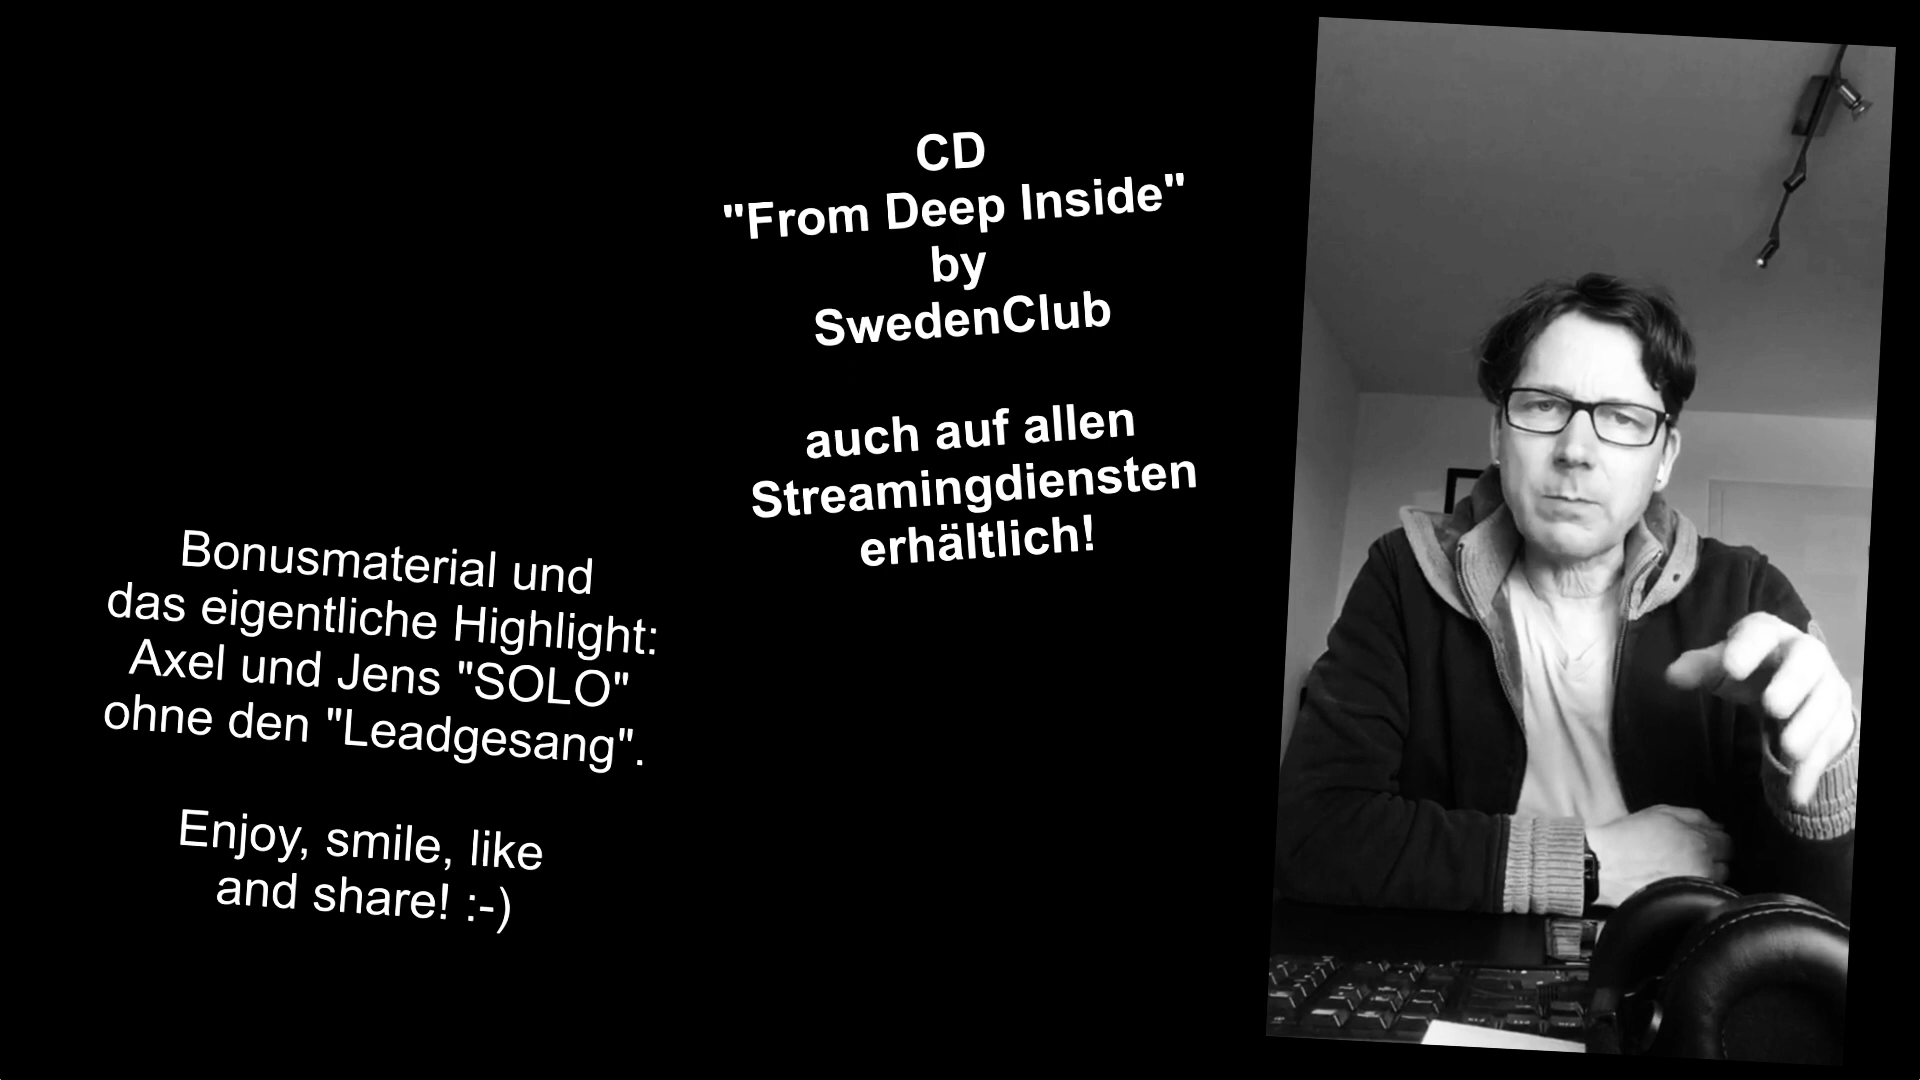 CD
"From Deep Inside"
by
SwedenClub
auch auf allen
Streamingdiensten
erhältlich!
Bonusmaterial und
das eigentliche Highlight:
Axel und Jens "SOLO"
ohne den "Leadgesang".
Enjoy, smile, like
and share! :-)